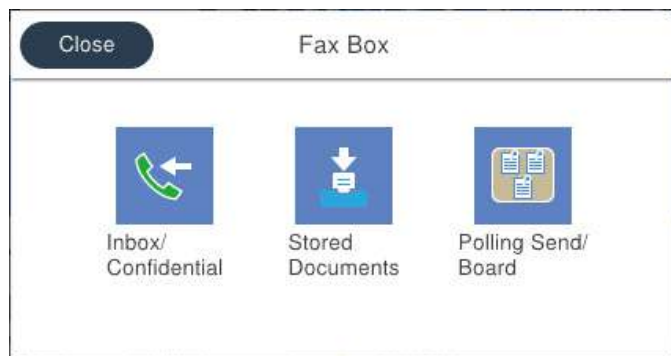 Close
Fax Box
Inbox/
Confidential
Stored
Documents
Polling Send/
Board